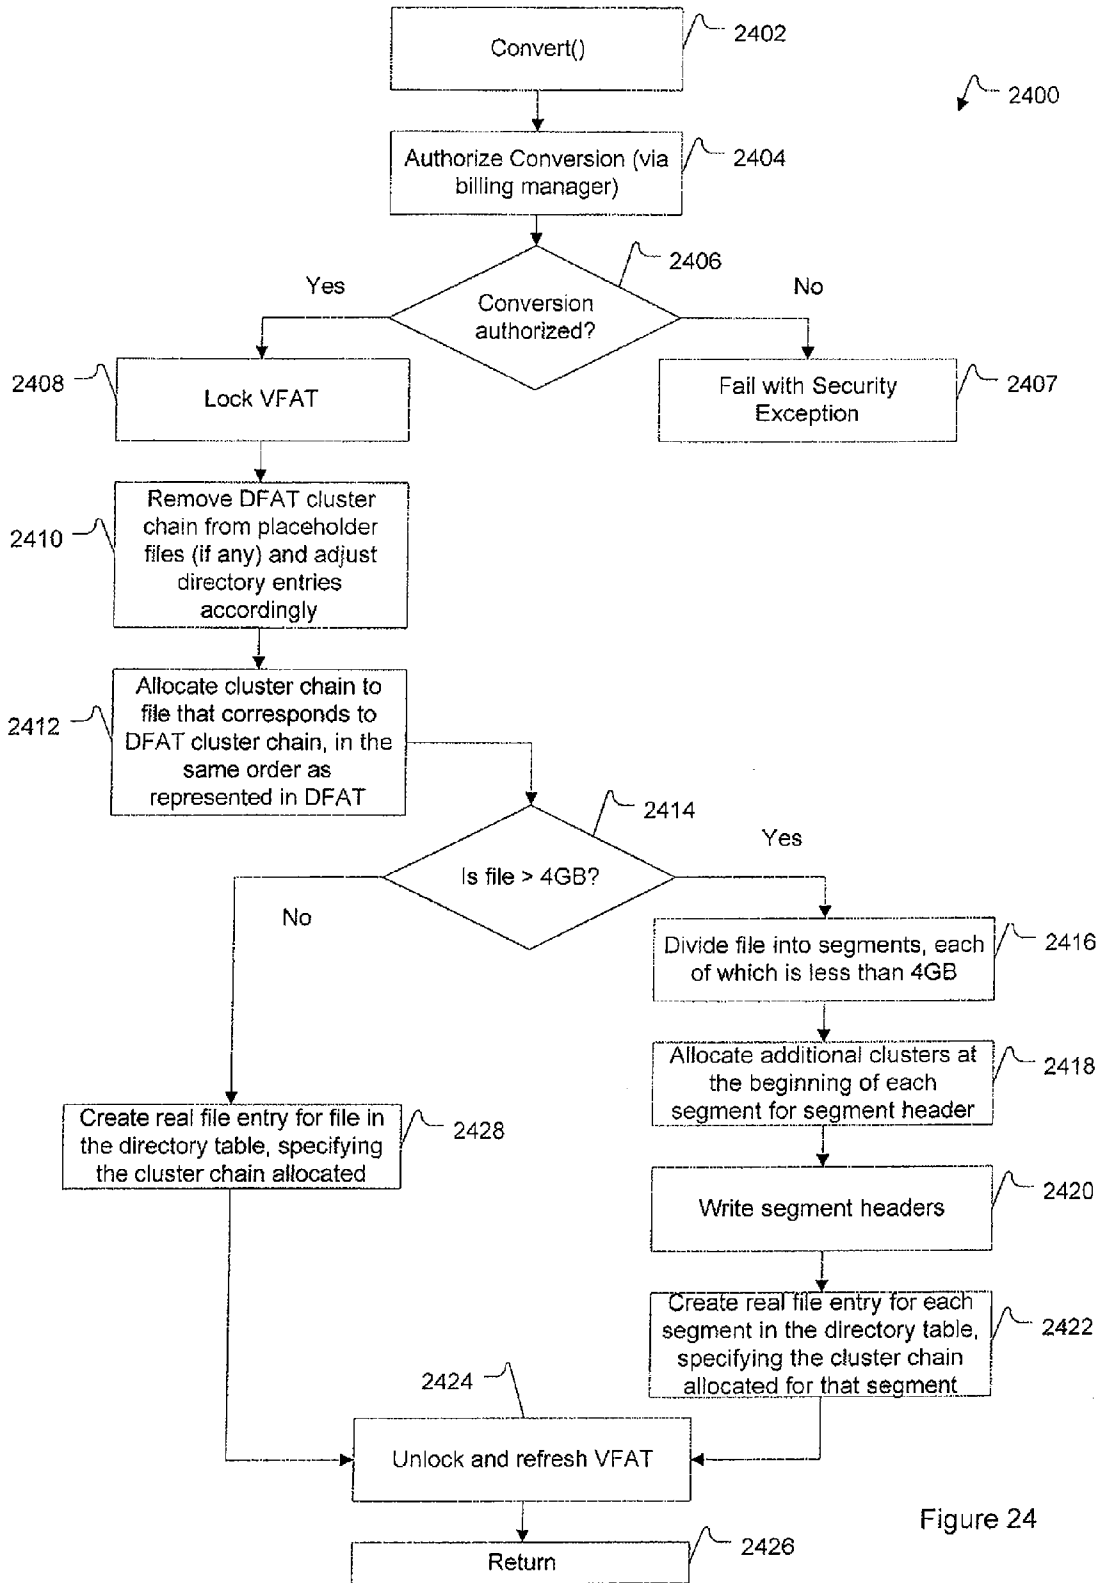 Convert()
2402
2400
Authorize Conversion (via
billing manager)
2404
2406
Yes
No
Conversion
authorized?
2408
Lock VFAT
Fail with Security
Exception
2407
2410
Remove DFAT cluster
chain from placeholder
files (if any) and adjust
directory entries
accordingly
2412
Allocate cluster chain to
file that corresponds to
DFAT cluster chain, in the
same order as
represented in DFAT
2414
Yes
Is file > 4GB?
No
Divide file into segments, each
of which is less than 4GB
2416
Allocate additional clusters at
the beginning of each
segment for segment header
2418
Create real file entry for file in
the directory table, specifying
the cluster chain allocated
2428
Write segment headers
2420
Create real file entry for each
segment in the directory table,
specifying the cluster chain
allocated for that segment
2422
2424
Unlock and refresh VFAT
Figure 24
Return
2426